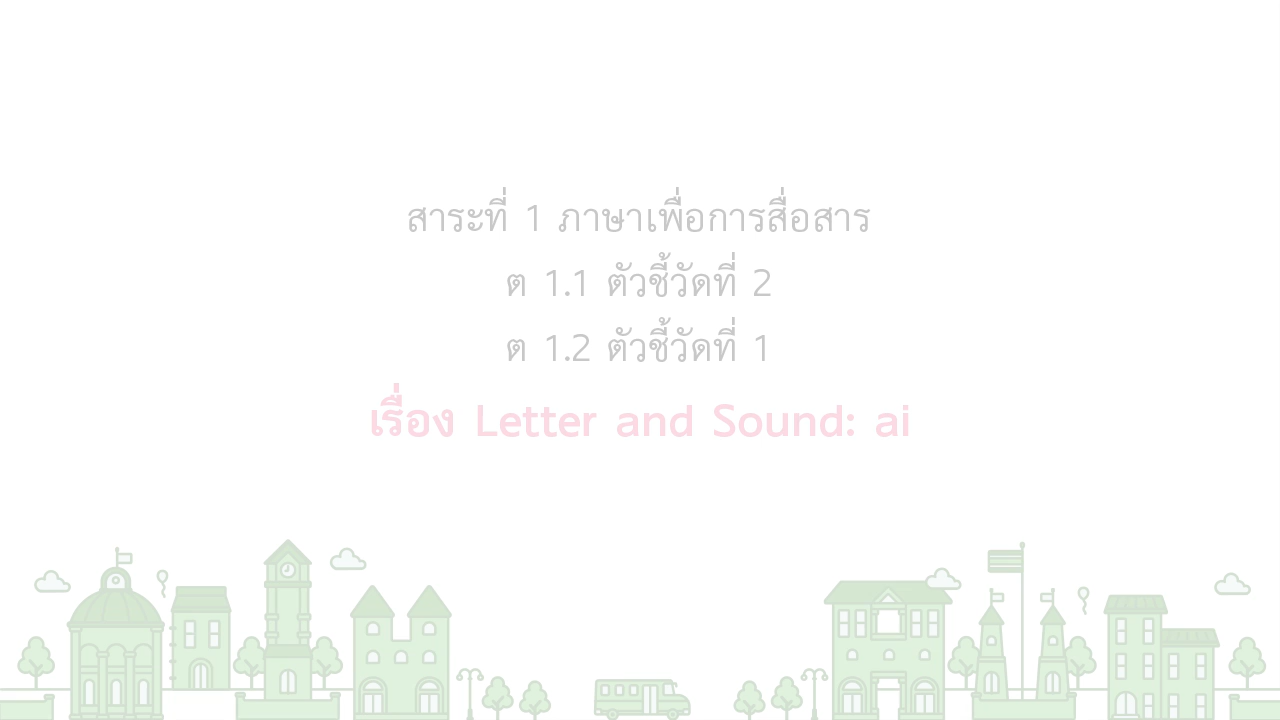 สาระที่ 1 ภาษาเพื่อการสื่อสาร
ต 1.1 ตัวชี้วัดที่ 2
ต 1.2 ตัวชี้วัดที่ 1
เรื่อง Letter and Sound: ai